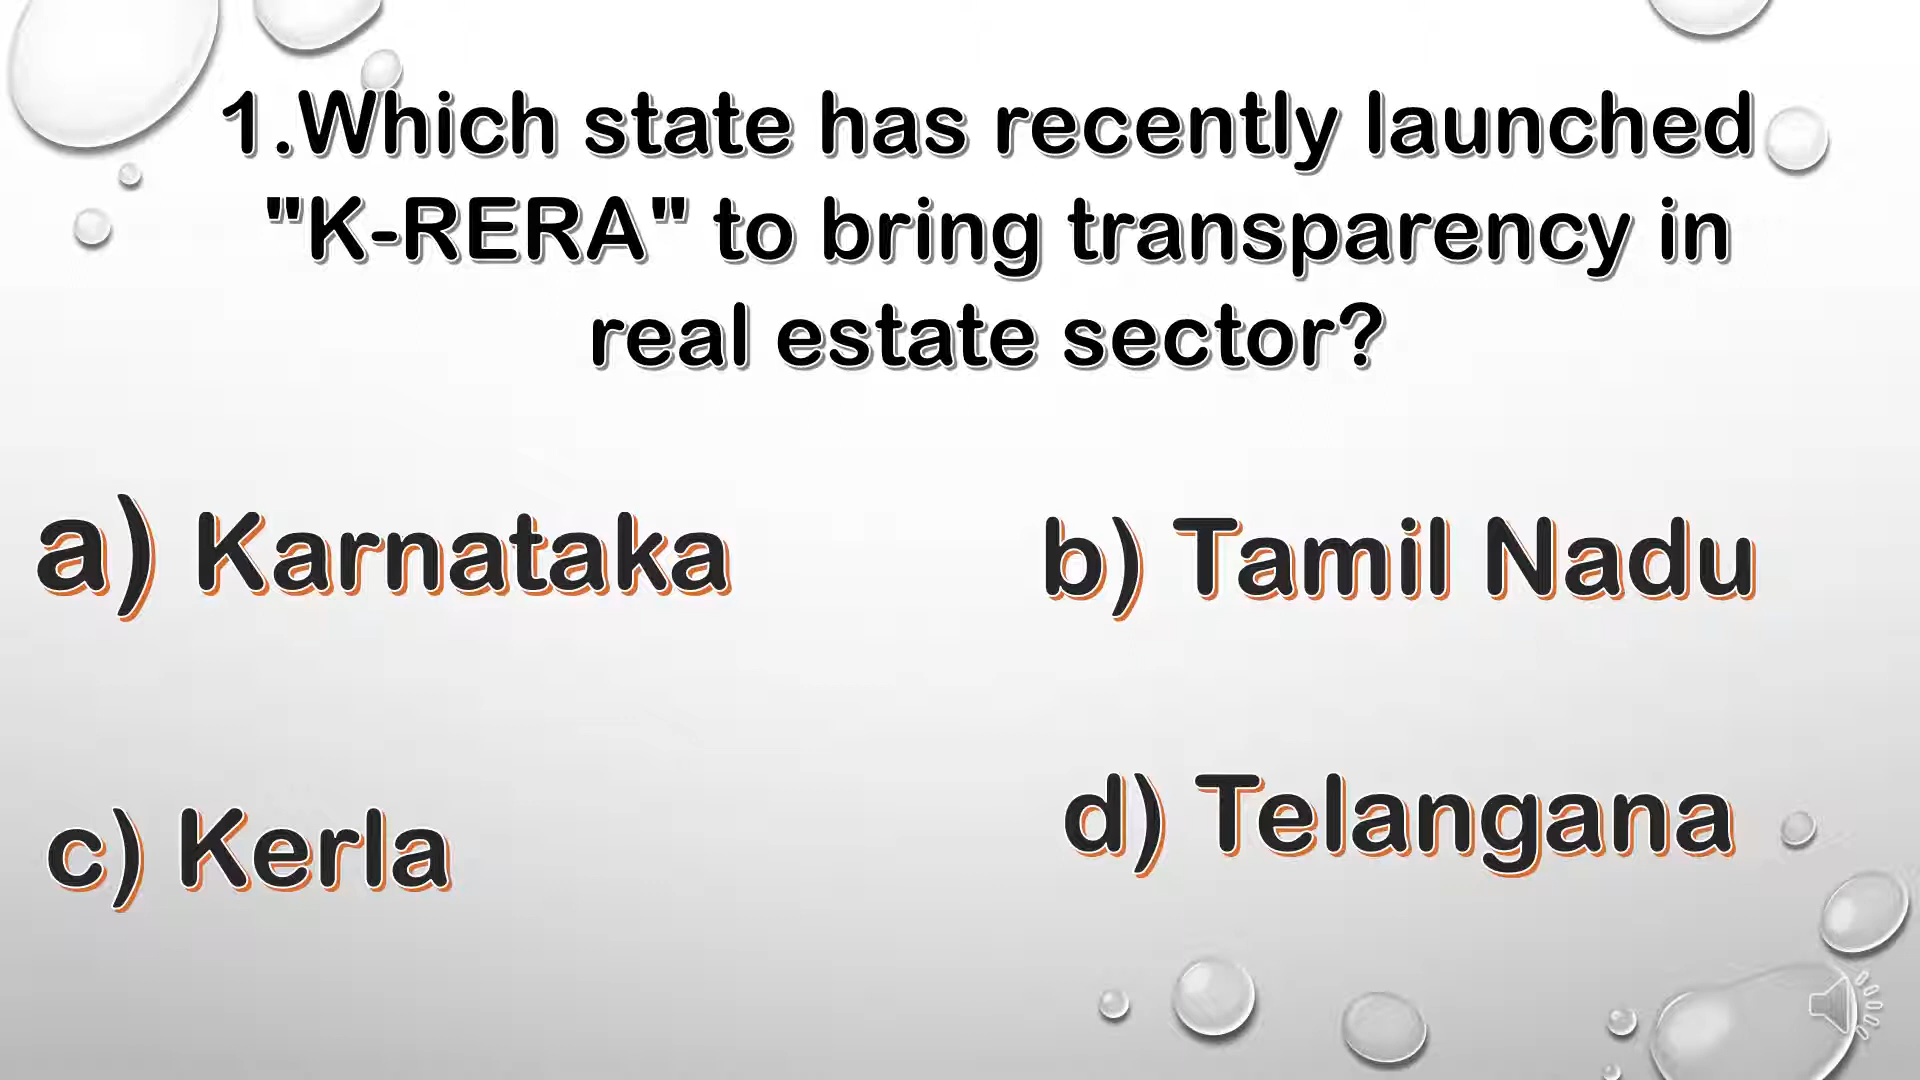 1.Which state has recently launched
"K-RERA" to bring transparency in
real estate sector?
a) Karnataka
b) Tamil Nadu
c) Kerla
d) Telangana